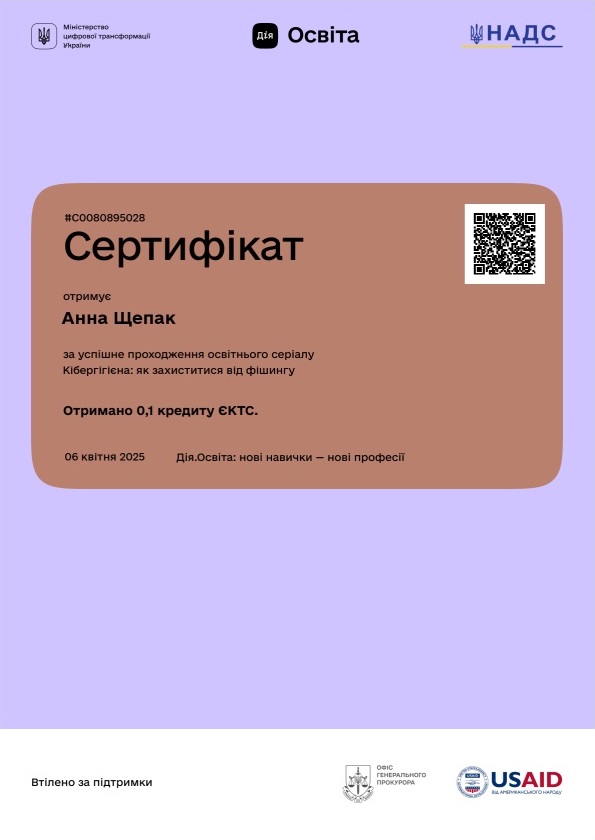 Міністерство
цифрової трансформації
України
Дія Освіта
НАДС
#C0080895028
Сертифікат
отримує
Анна Щепак
за успішне проходження освітнього серіалу
Кібергігієна: як захиститися від фішингу
Отримано 0,1 кредиту ЄКТС.
06 квітня 2025 Дія.Освіта: нові навички — нові професії
Втілено за підтримки
ОФІС
ГЕНЕРАЛЬНОГО
ПРОКУРОРА
USAID
ВІД АМЕРИКАНСЬКОГО НАРОДУ